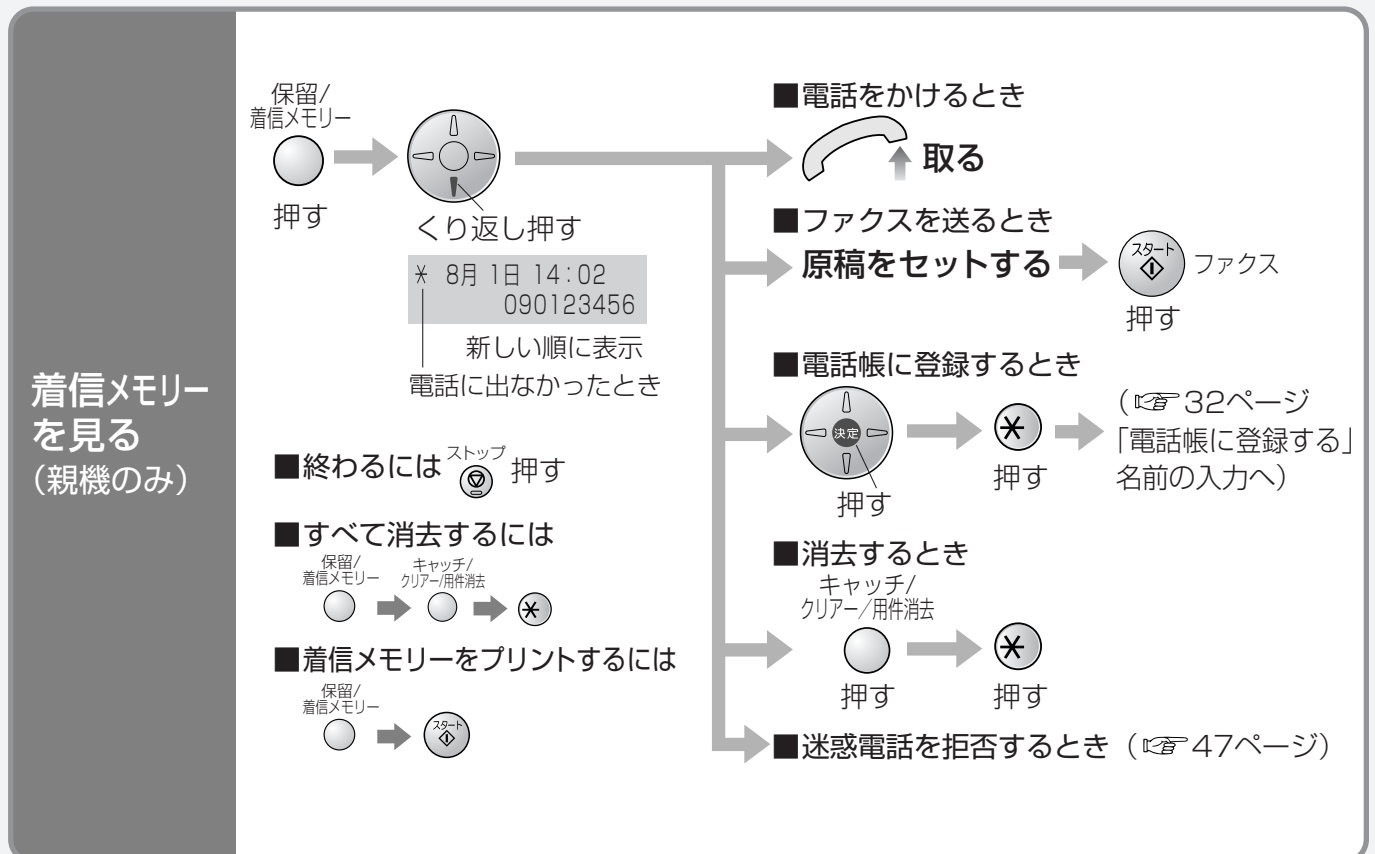 着信メモリー
を見る
（親機のみ）
保留/
着信メモリー
押す
くり返し押す
＊ 8月 1日 14:02
090123456
新しい順に表示
電話に出なかったとき
■終わるには ストップ 押す
■すべて消去するには
保留/
着信メモリー
キャッチ/
クリアー/用件消去
＊
■着信メモリーをプリントするには
保留/
着信メモリー
スタート
■電話をかけるとき
取る
■ファクスを送るとき
原稿をセットする
スタート
ファクス
押す
■電話帳に登録するとき
決定
押す
＊
押す
（☞32ページ
「電話帳に登録する」
名前の入力へ）
■消去するとき
キャッチ/
クリアー/用件消去
押す
＊
押す
■迷惑電話を拒否するとき（☞47ページ）